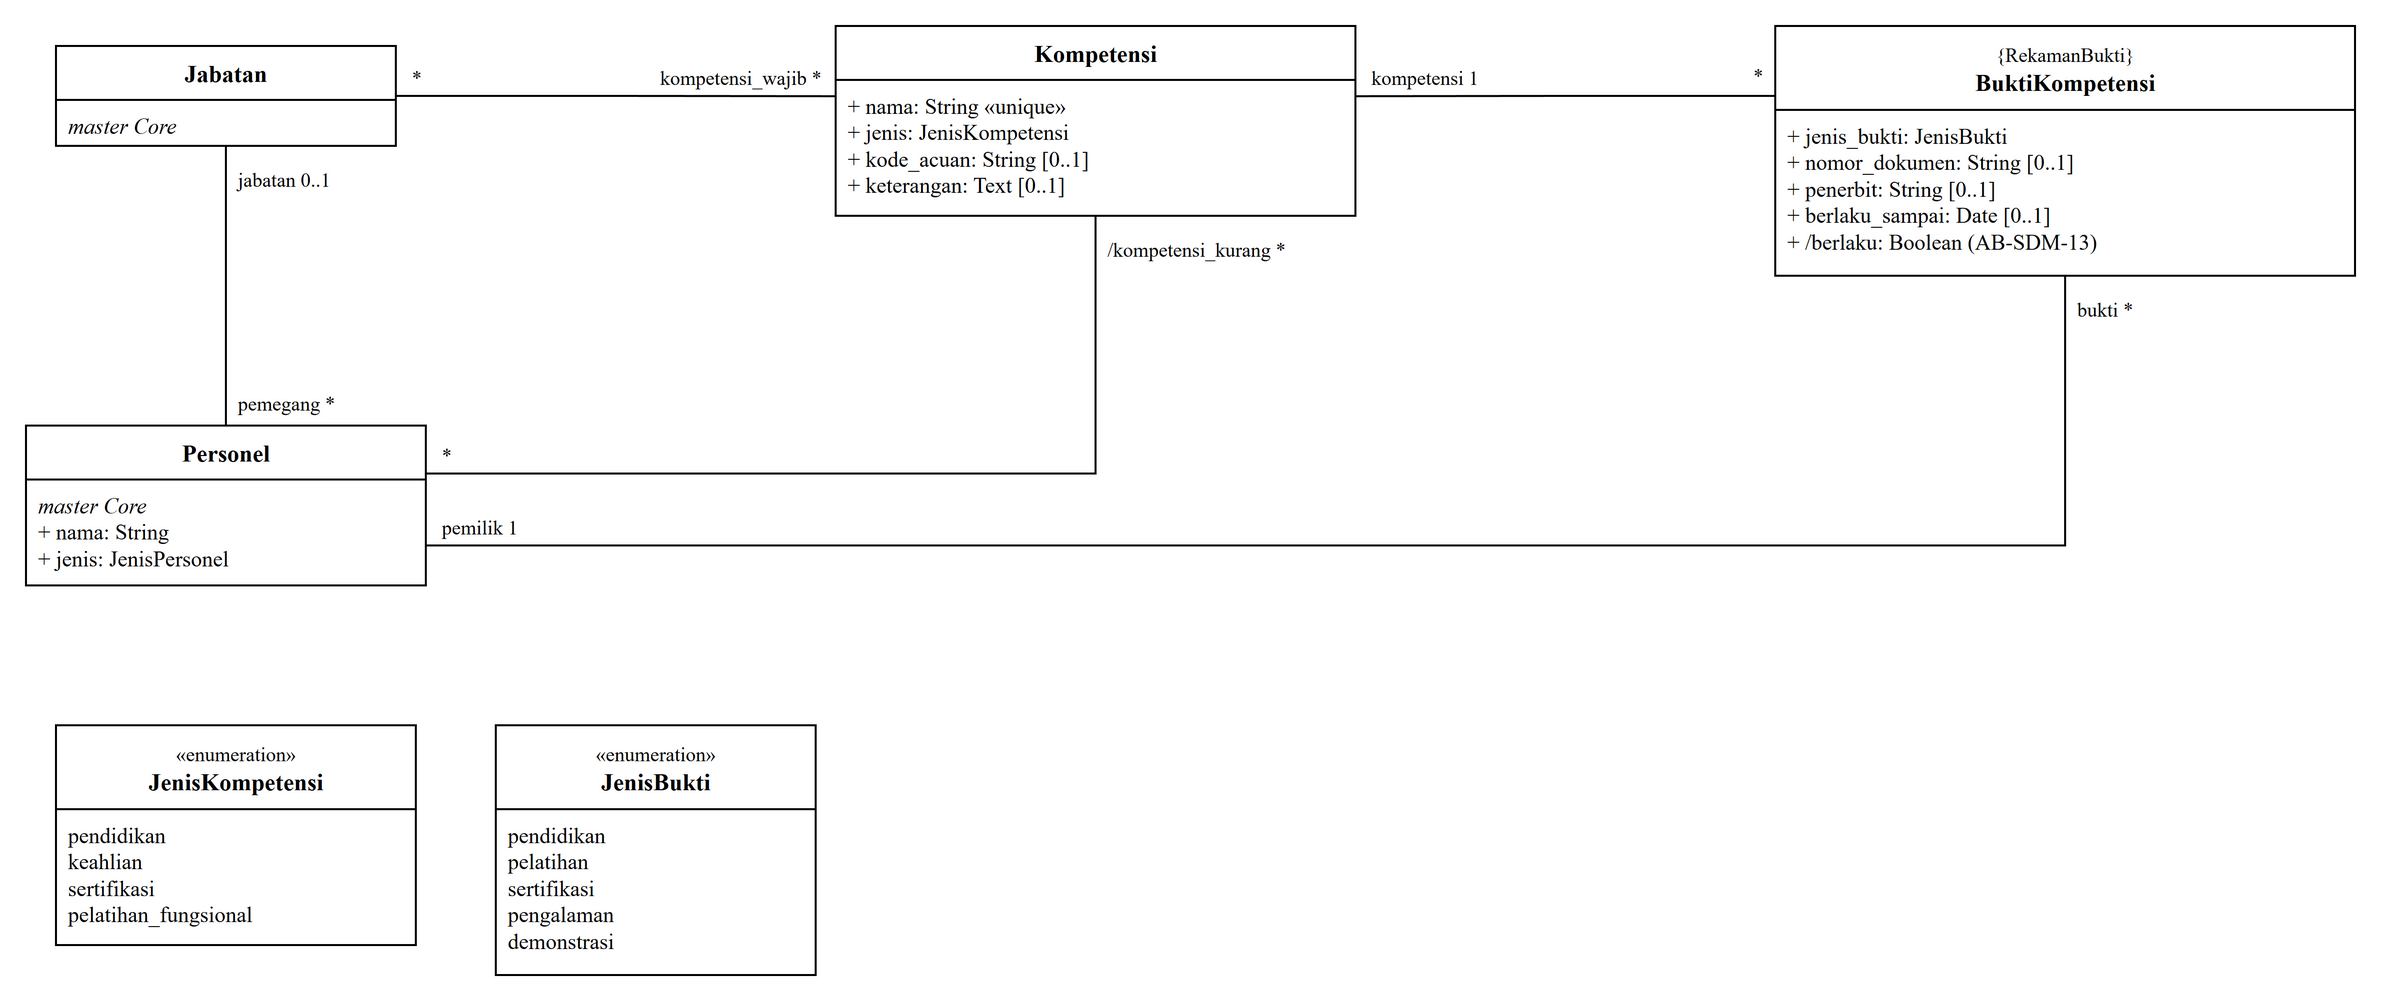 Jabatan
master Core
*
kompetensi_wajib *
Kompetensi
+ nama: String «unique»
+ jenis: JenisKompetensi
+ kode_acuan: String [0..1]
+ keterangan: Text [0..1]
kompetensi 1
*
{RekamanBukti}
BuktiKompetensi
+ jenis_bukti: JenisBukti
+ nomor_dokumen: String [0..1]
+ penerbit: String [0..1]
+ berlaku_sampai: Date [0..1]
+ /berlaku: Boolean (AB-SDM-13)
jabatan 0..1
/kompetensi_kurang *
bukti *
pemegang *
Personel
master Core
+ nama: String
+ jenis: JenisPersonel
*
pemilik 1
«enumeration»
JenisKompetensi
pendidikan
keahlian
sertifikasi
pelatihan_fungsional
«enumeration»
JenisBukti
pendidikan
pelatihan
sertifikasi
pengalaman
demonstrasi